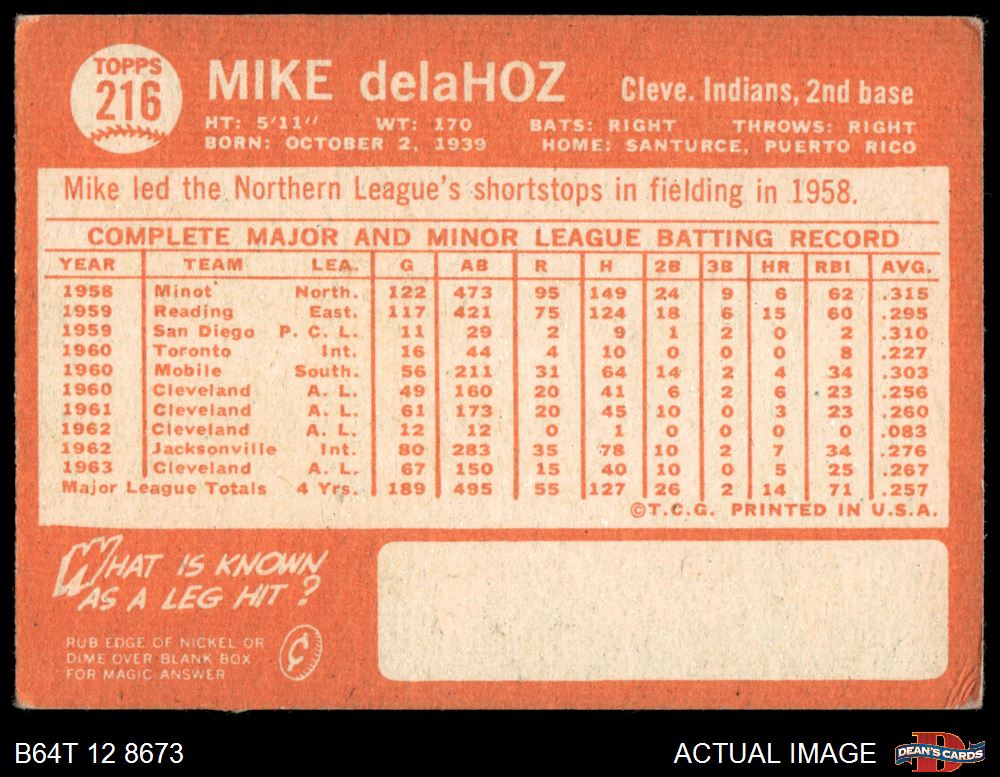 TOPPS
216
MIKE delaHOZ
Cleve. Indians, 2nd base
HT: 5'11" WT: 170 BATS: RIGHT THROWS: RIGHT
BORN: OCTOBER 2, 1939 HOME: SANTURCE, PUERTO RICO
Mike led the Northern League's shortstops in fielding in 1958.
COMPLETE MAJOR AND MINOR LEAGUE BATTING RECORD
YEAR TEAM LEA. G AB R H 2B 3B HR RBI AVG.
1958 Minot North. 122 473 95 149 24 9 6 62 .315
1959 Reading East. 117 421 75 124 18 6 15 60 .295
1959 San Diego P. C. L. 11 29 2 9 1 2 0 2 .310
1960 Toronto Int. 16 44 4 10 0 0 0 8 .227
1960 Mobile South. 56 211 31 64 14 2 4 34 .303
1960 Cleveland A. L. 49 160 20 41 6 2 6 23 .256
1961 Cleveland A. L. 61 173 20 45 10 0 3 23 .260
1962 Cleveland A. L. 12 12 0 1 0 0 0 0 .083
1962 Jacksonville Int. 80 283 35 78 10 2 7 34 .276
1963 Cleveland A. L. 67 150 15 40 10 0 5 25 .267
Major League Totals 4 Yrs. 189 495 55 127 26 2 14 71 .257
©T.C.G. PRINTED IN U.S.A.
WHAT IS KNOWN
AS A LEG HIT?
RUB EDGE OF NICKEL OR
DIME OVER BLANK BOX
FOR MAGIC ANSWER
¢
B64T 12 8673
ACTUAL IMAGE
DEAN'S CARDS